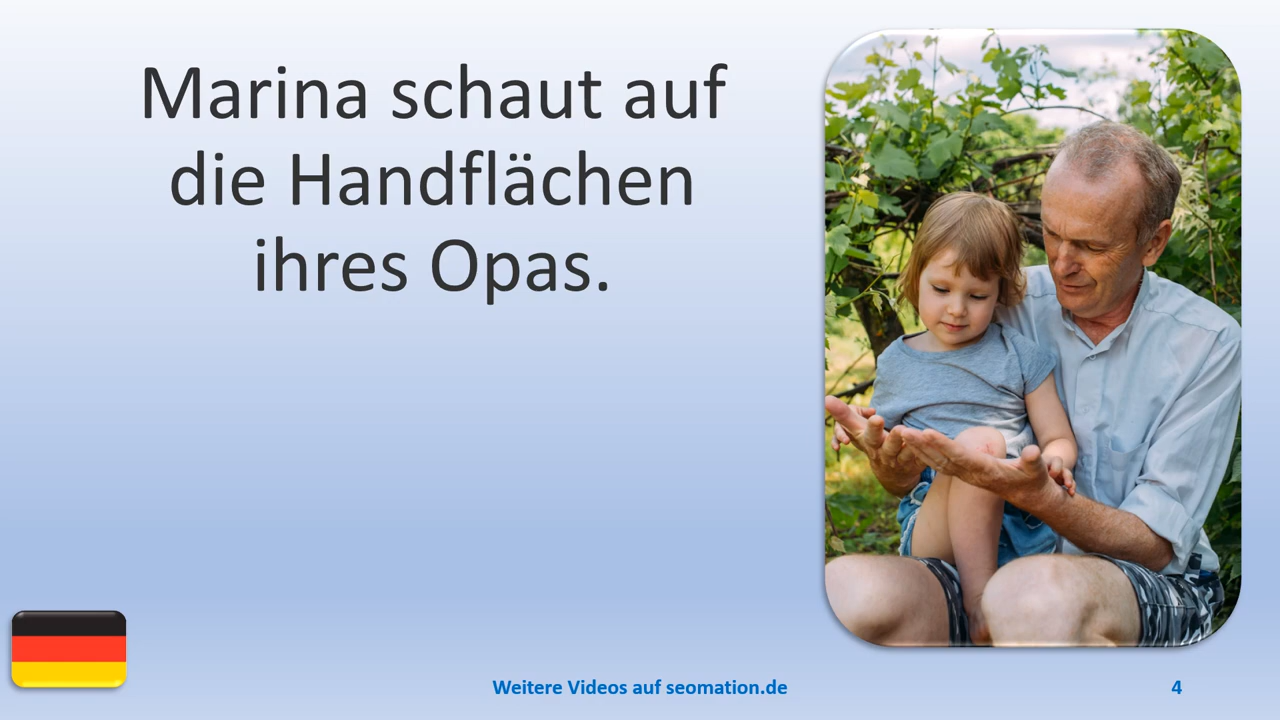 Marina schaut auf
die Handflächen
ihres Opas.
Weitere Videos auf seomation.de
4